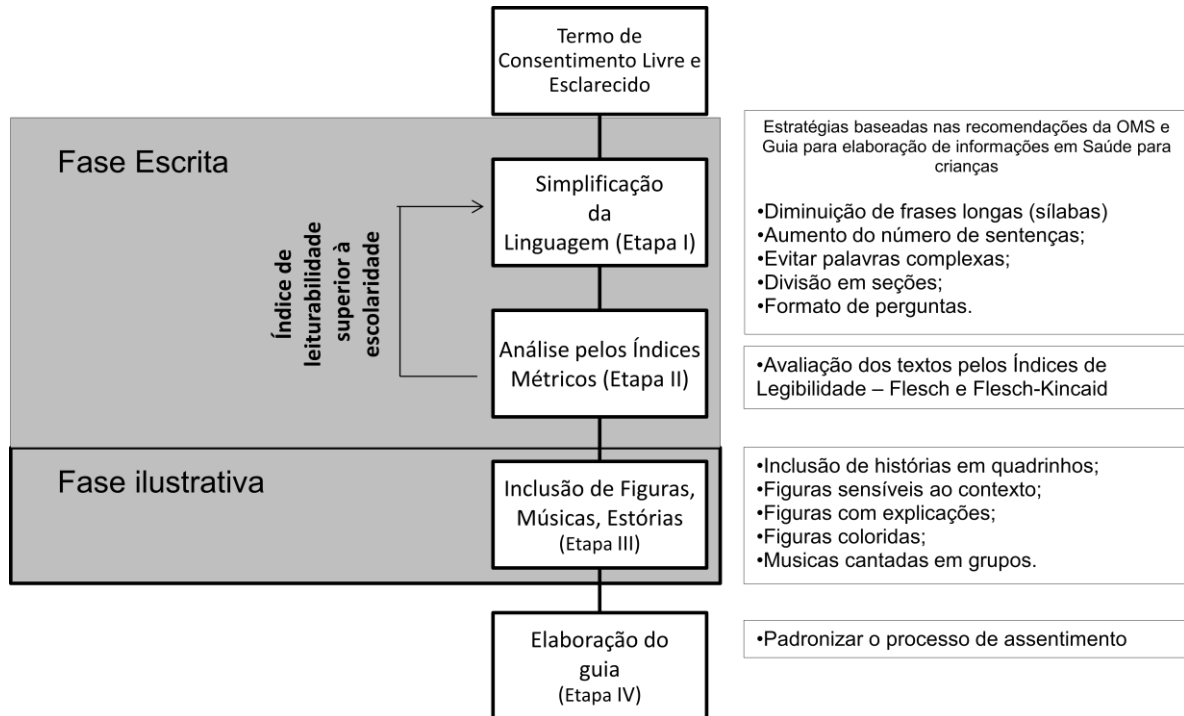 Termo de
Consentimento Livre e
Esclarecido
Fase Escrita
Estratégias baseadas nas recomendações da OMS e
Guia para elaboração de informações em Saúde para
crianças
Simplificação
da
Linguagem (Etapa I)
•Diminuição de frases longas (sílabas)
•Aumento do número de sentenças;
•Evitar palavras complexas;
•Divisão em seções;
•Formato de perguntas.
Índice de
leiturabilidade
superior à
escolaridade
Análise pelos Índices
Métricos (Etapa II)
•Avaliação dos textos pelos Índices de
Legibilidade – Flesch e Flesch-Kincaid
Fase ilustrativa
Inclusão de Figuras,
Músicas, Estórias
(Etapa III)
•Inclusão de histórias em quadrinhos;
•Figuras sensíveis ao contexto;
•Figuras com explicações;
•Figuras coloridas;
•Musicas cantadas em grupos.
Elaboração do
guia
(Etapa IV)
•Padronizar o processo de assentimento